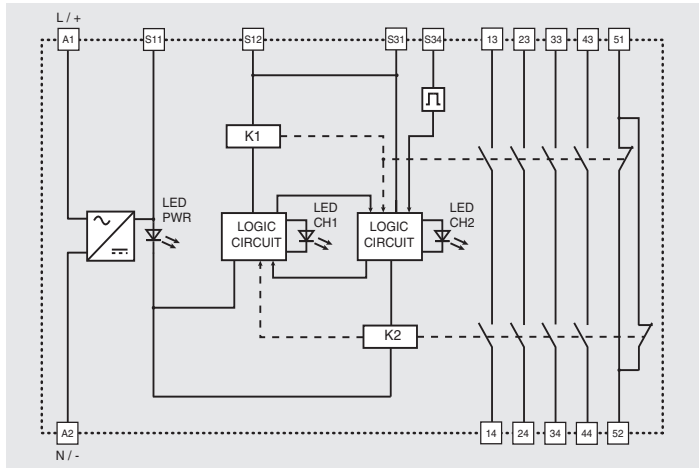 L / +
A1 S11 S12 S31 S34 13 23 33 43 51
K1
LED
PWR
LOGIC
CIRCUIT
LED
CH1
LOGIC
CIRCUIT
LED
CH2
K2
A2 14 24 34 44 52
N / -